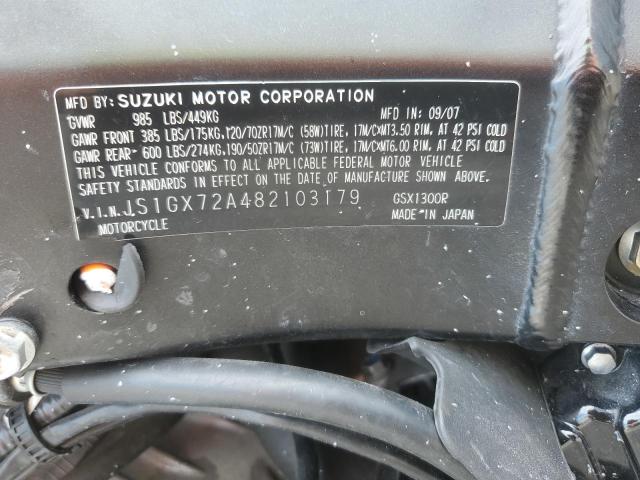 MFD BY: SUZUKI MOTOR CORPORATION
GVWR 985 LBS/449KG MFD IN 09/07
GAWR FRONT 385 LBS/175KG,120/70ZR17M/C (58W)TIRE, 17M/CXMT3.50 RIM, AT 42 PSI COLD
GAWR REAR- 600 LBS/274KG,190/50ZR17M/C (73W)TIRE, 17M/CXMT6.00 RIM, AT 42 PSI COLD
THIS VEHICLE CONFORMS TO ALL APPLICABLE FEDERAL MOTOR VEHICLE
SAFETY STANDARDS IN EFFECT ON THE DATE OF MANUFACTURE SHOWN ABOVE.
V.I.N. JS1GX72A482103179 GSX1300R
MOTORCYCLE MADE IN JAPAN